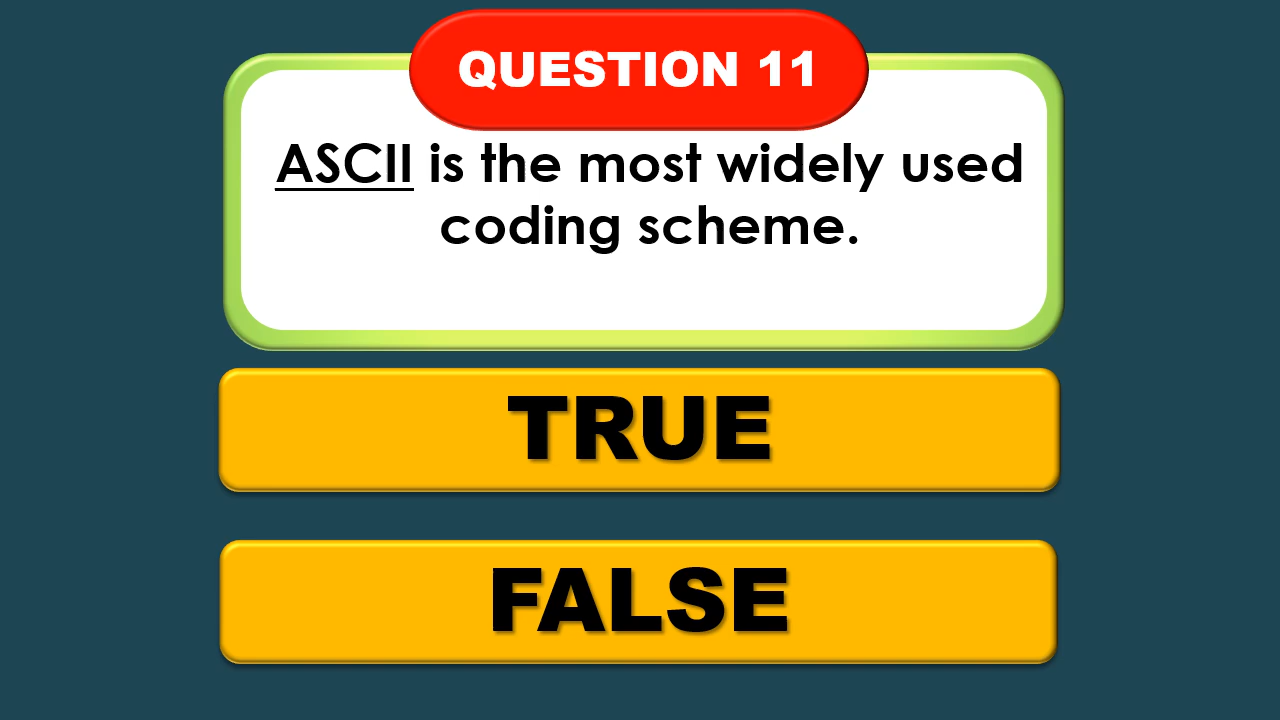 QUESTION 11
ASCII is the most widely used
coding scheme.
TRUE
FALSE